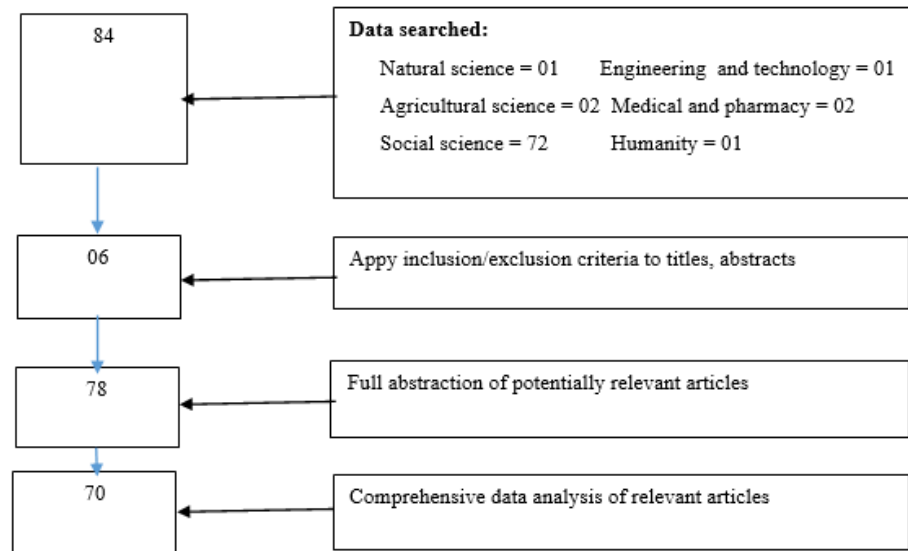 84
Data searched:
Natural science = 01 Engineering and technology = 01
Agricultural science = 02 Medical and pharmacy = 02
Social science = 72 Humanity = 01
06
Appy inclusion/exclusion criteria to titles, abstracts
78
Full abstraction of potentially relevant articles
70
Comprehensive data analysis of relevant articles